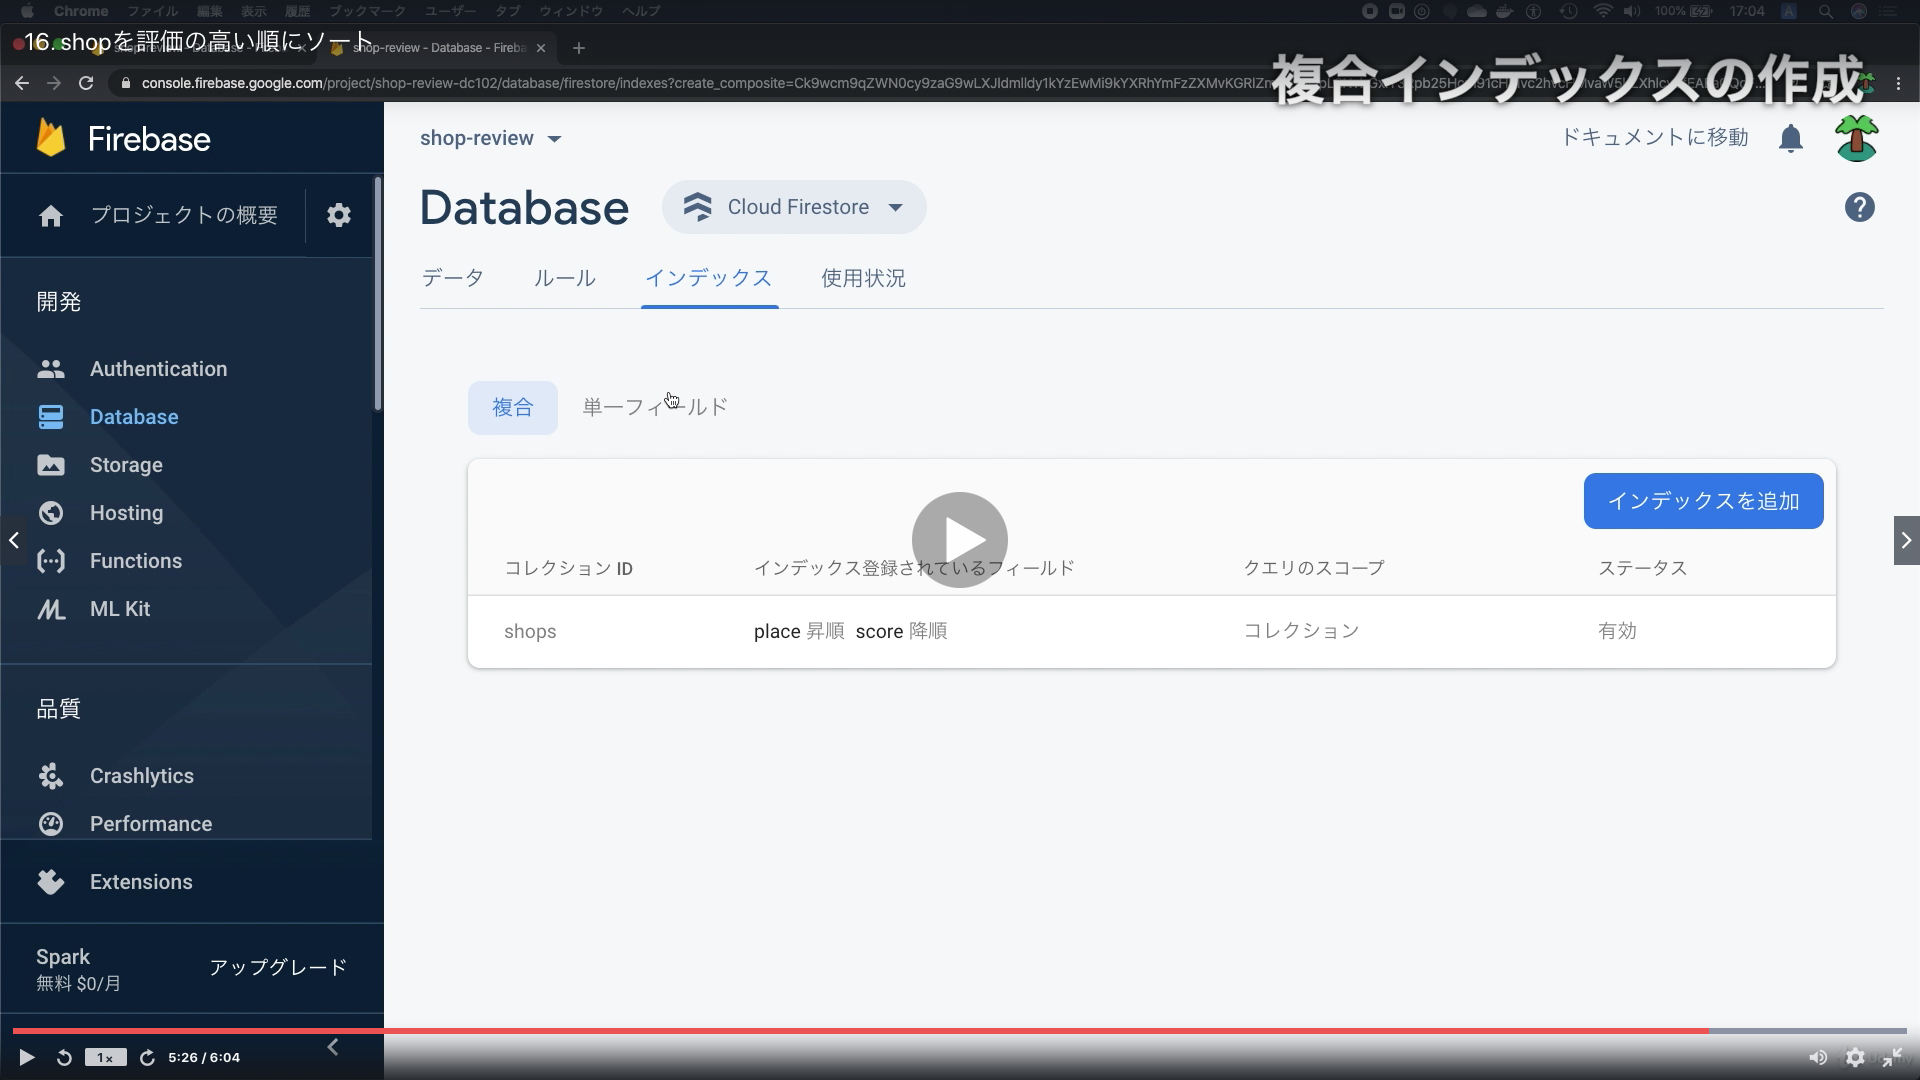 Chrome ファイル 編集 表示 履歴 ブックマーク ユーザー タブ ウィンドウ ヘルプ
100% 17:04 A
16. shopを評価の高い順にソート
shop-review - Database - Fireba
複合インデックスの作成
console.firebase.google.com/project/shop-review-dc102/database/firestore/indexes?create_composite=
Firebase
shop-review
ドキュメントに移動
プロジェクトの概要
Database
Cloud Firestore
データ ルール インデックス 使用状況
開発
Authentication
Database
Storage
Hosting
Functions
ML Kit
複合 単一フィールド
インデックスを追加
コレクション ID インデックス登録されているフィールド クエリのスコープ ステータス
shops place 昇順 score 降順 コレクション 有効
品質
Crashlytics
Performance
Extensions
Spark
無料 $0/月
アップグレード
1x 5:26 / 6:04